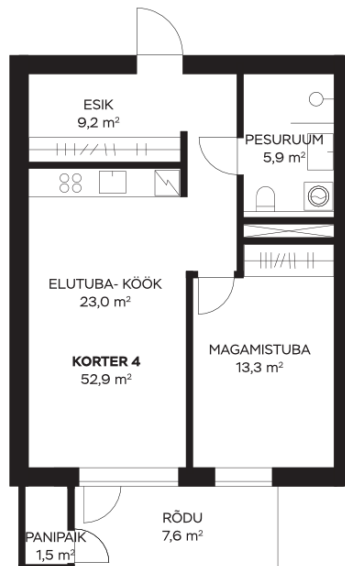 ESIK
9,2 m²
PESURUUM
5,9 m²
ELUTUBA- KÖÖK
23,0 m²
KORTER 4
52,9 m²
MAGAMISTUBA
13,3 m²
RÕDU
7,6 m²
PANIPAIK
1,5 m²